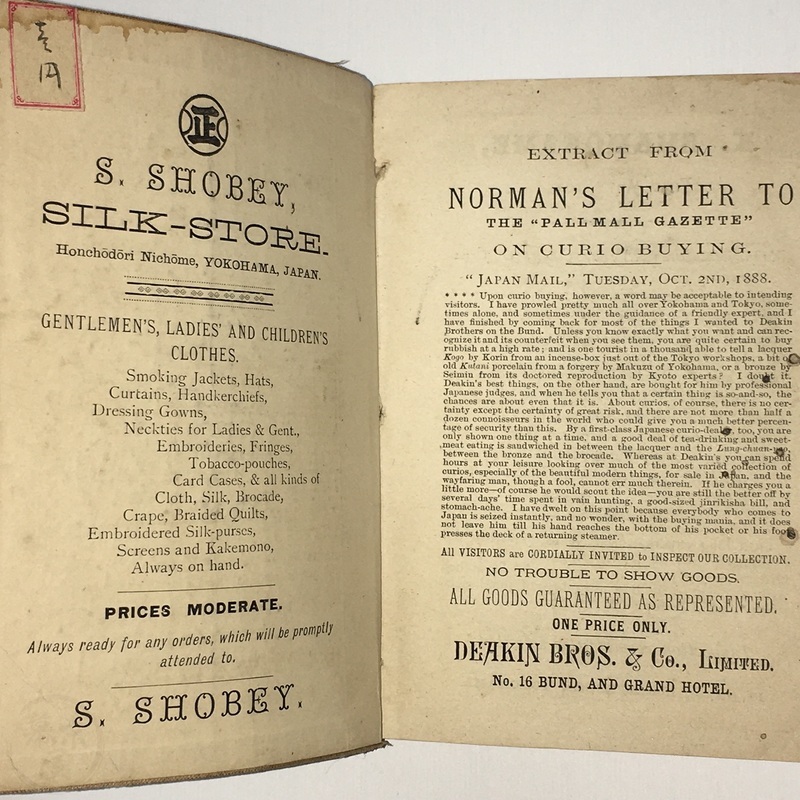 壱
円
正
S. SHOBEY,
SILK-STORE.
Honchōdōri Nichōme, YOKOHAMA, JAPAN.
GENTLEMEN'S, LADIES' AND CHILDREN'S
CLOTHES.
Smoking Jackets, Hats,
Curtains, Handkerchiefs,
Dressing Gowns,
Neckties for Ladies & Gent.,
Embroideries, Fringes,
Tobacco-pouches,
Card Cases, & all kinds of
Cloth, Silk, Brocade,
Crape, Braided Quilts,
Embroidered Silk-purses,
Screens and Kakemono,
Always on hand.
PRICES MODERATE.
Always ready for any orders, which will be promptly
attended to.
S. SHOBEY.
EXTRACT FROM
NORMAN'S LETTER TO
THE "PALL MALL GAZETTE"
ON CURIO BUYING.
"JAPAN MAIL," TUESDAY, OCT. 2ND, 1888.
* * * * Upon curio buying, however, a word may be acceptable to intending
visitors. I have prowled pretty much all over Yokohama and Tokyo, some-
times alone, and sometimes under the guidance of a friendly expert, and I
have finished by coming back for most of the things I wanted to Deakin
Brothers on the Bund. Unless you know exactly what you want and can rec-
ognize it and its counterfeit when you see them, you are quite certain to buy
rubbish at a high rate; and is one tourist in a thousand able to tell a lacquer
Kogo by Korin from an incense-box just out of the Tokyo workshops, a bit of
old Kutani porcelain from a forgery by Makuzu of Yokohama, or a bronze by
Seimin from its doctored reproduction by Kyoto experts? I doubt it.
Deakin's best things, on the other hand, are bought for him by professional
Japanese judges, and when he tells you that a certain thing is so-and-so, the
chances are about even that it is. About curios, of course, there is no cer-
tainty except the certainty of great risk, and there are not more than half a
dozen connoisseurs in the world who could give you a much better percen-
tage of security than this. By a first-class Japanese curio-dealer, too, you are
only shown one thing at a time, and a good deal of tea-drinking and sweet-
meat eating is sandwiched in between the lacquer and the
between the bronze and the brocade. Whereas at Deakin's you can spend
hours at your leisure looking over much of the most varied collection of
curios, especially of the beautiful modern things, for sale in Japan, and the
wayfaring man, though a fool, cannot err much therein. If he charges you a
little more—of course he would scout the idea—you are still the better off by
several days' time spent in vain hunting, a good-sized jinrikisha bill, and
stomach-ache. I have dwelt on this point because everybody who comes to
Japan is seized instantly, and no wonder, with the buying mania, and it does
not leave him till his hand reaches the bottom of his pocket or his foot
presses the deck of a returning steamer.
All VISITORS are CORDIALLY INVITED to INSPECT OUR COLLECTION.
NO TROUBLE TO SHOW GOODS.
ALL GOODS GUARANTEED AS REPRESENTED.
ONE PRICE ONLY.
DEAKIN BROS. & Co., LIMITED.
No. 16 BUND, AND GRAND HOTEL.